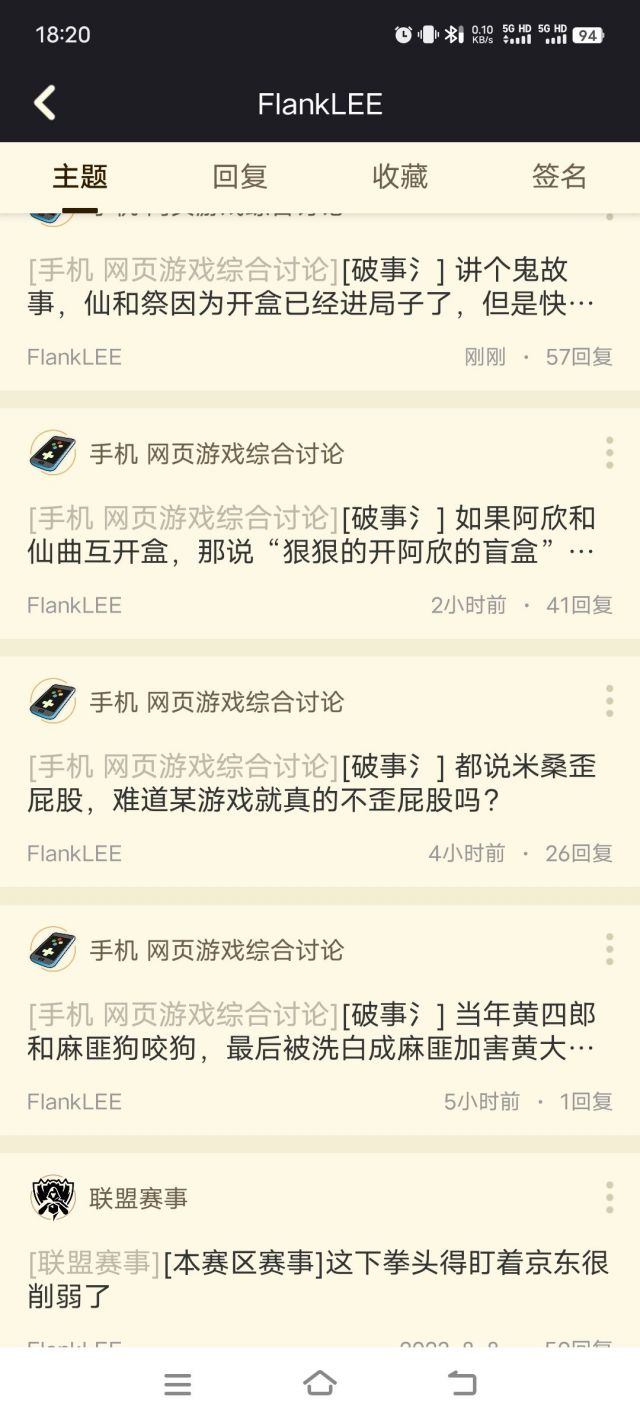 18:20
0.10
KB/s
5G HD
5G HD
94
FlankLEE
主题
回复
收藏
签名
[手机 网页游戏综合讨论][破事氵] 讲个鬼故
事，仙和祭因为开盒已经进局子了，但是快…
FlankLEE
刚刚 · 57回复
手机 网页游戏综合讨论
[手机 网页游戏综合讨论][破事氵] 如果阿欣和
仙曲互开盒，那说“狠狠的开阿欣的盲盒”…
FlankLEE
2小时前 · 41回复
手机 网页游戏综合讨论
[手机 网页游戏综合讨论][破事氵] 都说米桑歪
屁股，难道某游戏就真的不歪屁股吗？
FlankLEE
4小时前 · 26回复
手机 网页游戏综合讨论
[手机 网页游戏综合讨论][破事氵] 当年黄四郎
和麻匪狗咬狗，最后被洗白成麻匪加害黄大…
FlankLEE
5小时前 · 1回复
联盟赛事
[联盟赛事][本赛区赛事]这下拳头得盯着京东很
削弱了